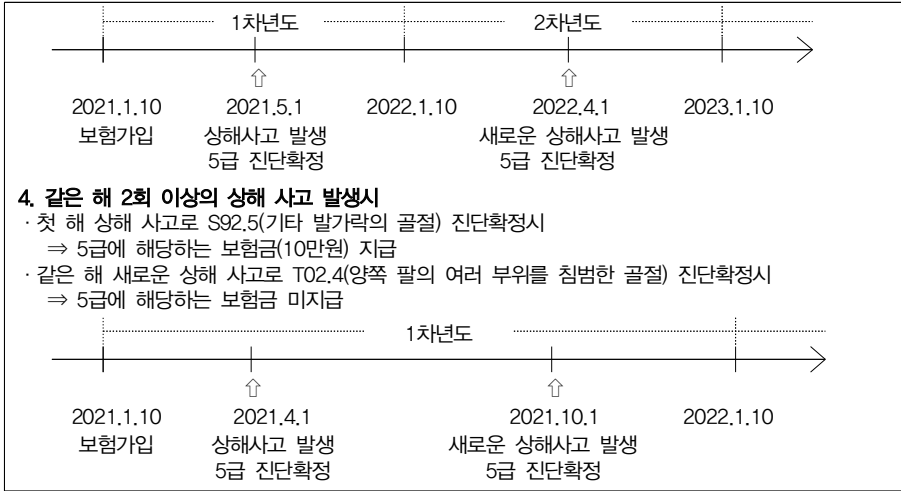 1차년도 2차년도
2021.1.10 2021.5.1 2022.1.10 2022.4.1 2023.1.10
보험가입 상해사고 발생 새로운 상해사고 발생
5급 진단확정 5급 진단확정
4. 같은 해 2회 이상의 상해 사고 발생시
· 첫 해 상해 사고로 S92.5(기타 발가락의 골절) 진단확정시
⇒ 5급에 해당하는 보험금(10만원) 지급
· 같은 해 새로운 상해 사고로 T02.4(양쪽 팔의 여러 부위를 침범한 골절) 진단확정시
⇒ 5급에 해당하는 보험금 미지급
1차년도
2021.1.10 2021.4.1 2021.10.1 2022.1.10
보험가입 상해사고 발생 새로운 상해사고 발생
5급 진단확정 5급 진단확정